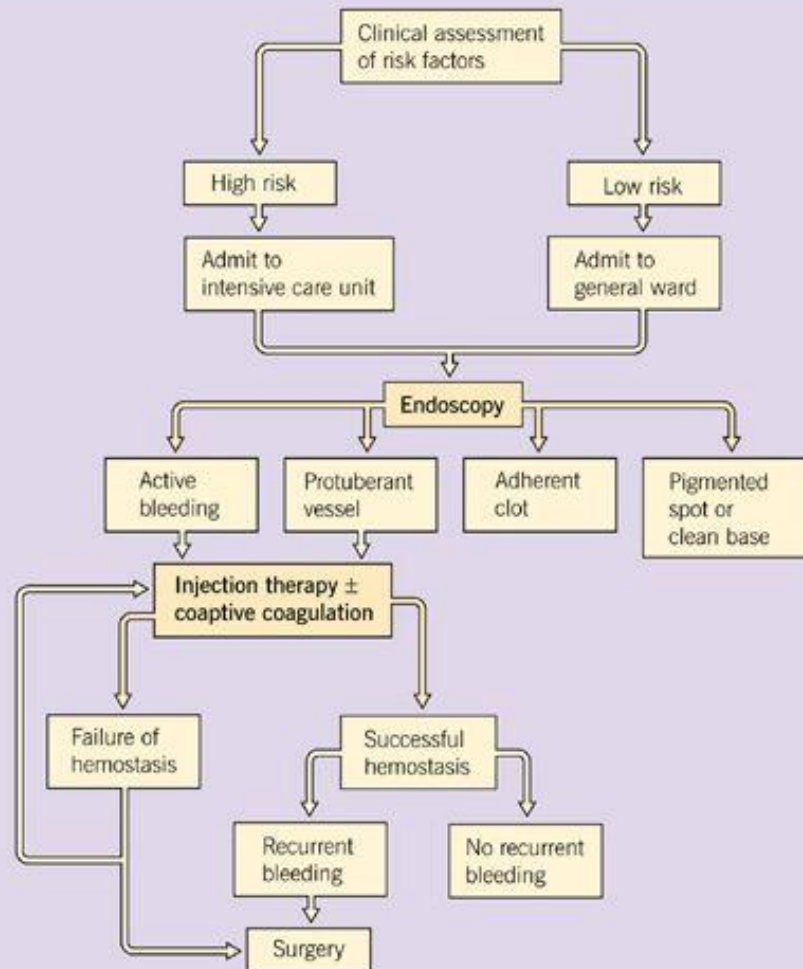 Clinical assessment
of risk factors
High risk
Low risk
Admit to
intensive care unit
Admit to
general ward
Endoscopy
Active
bleeding
Protuberant
vessel
Adherent
clot
Pigmented
spot or
clean base
Injection therapy ±
coaptive coagulation
Failure of
hemostasis
Successful
hemostasis
Recurrent
bleeding
No recurrent
bleeding
Surgery